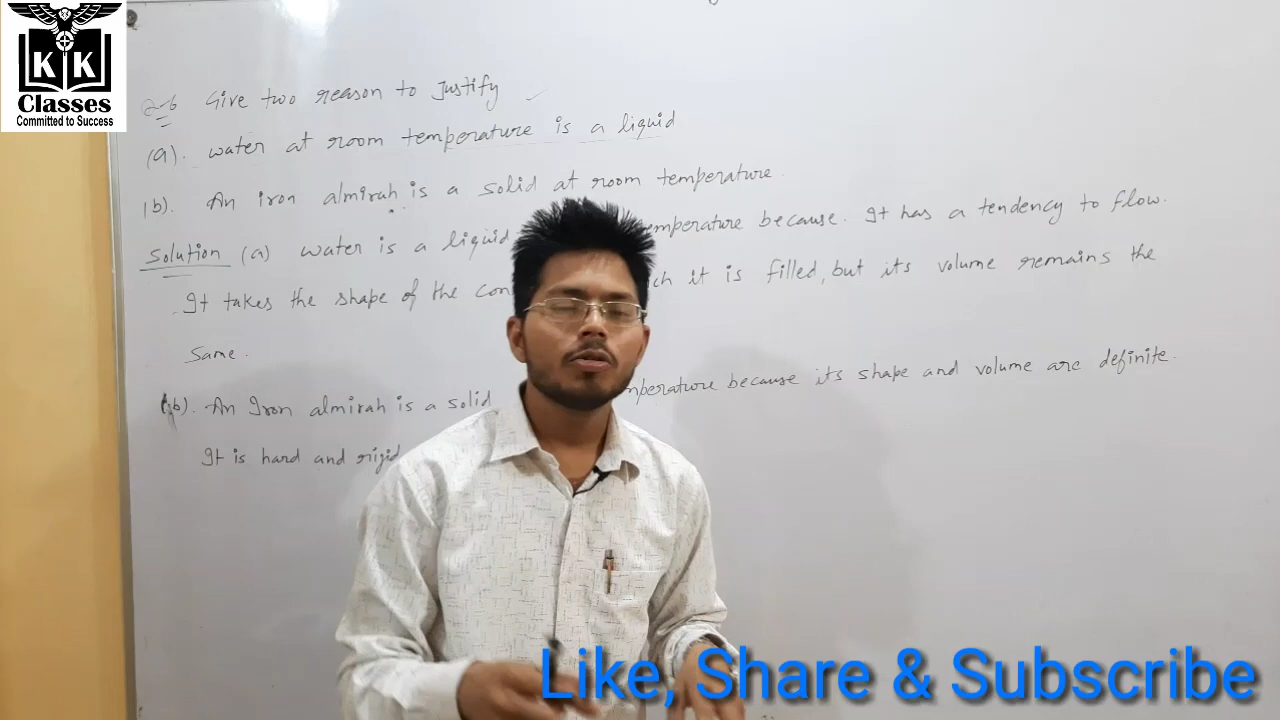 K K
Classes
Committed to Success
Q-6 Give two reason to Justify
(a). water at room temperature is a liquid
(b). An iron almirah is a solid at room temperature.
Solution (a) water is a liquid temperature because. It has a tendency to flow.
It takes the shape of the it is filled, but its volume remains the
same.
(b). An Iron almirah is a solid because its shape and volume are definite.
It is hard and rigid
Like, Share & Subscribe